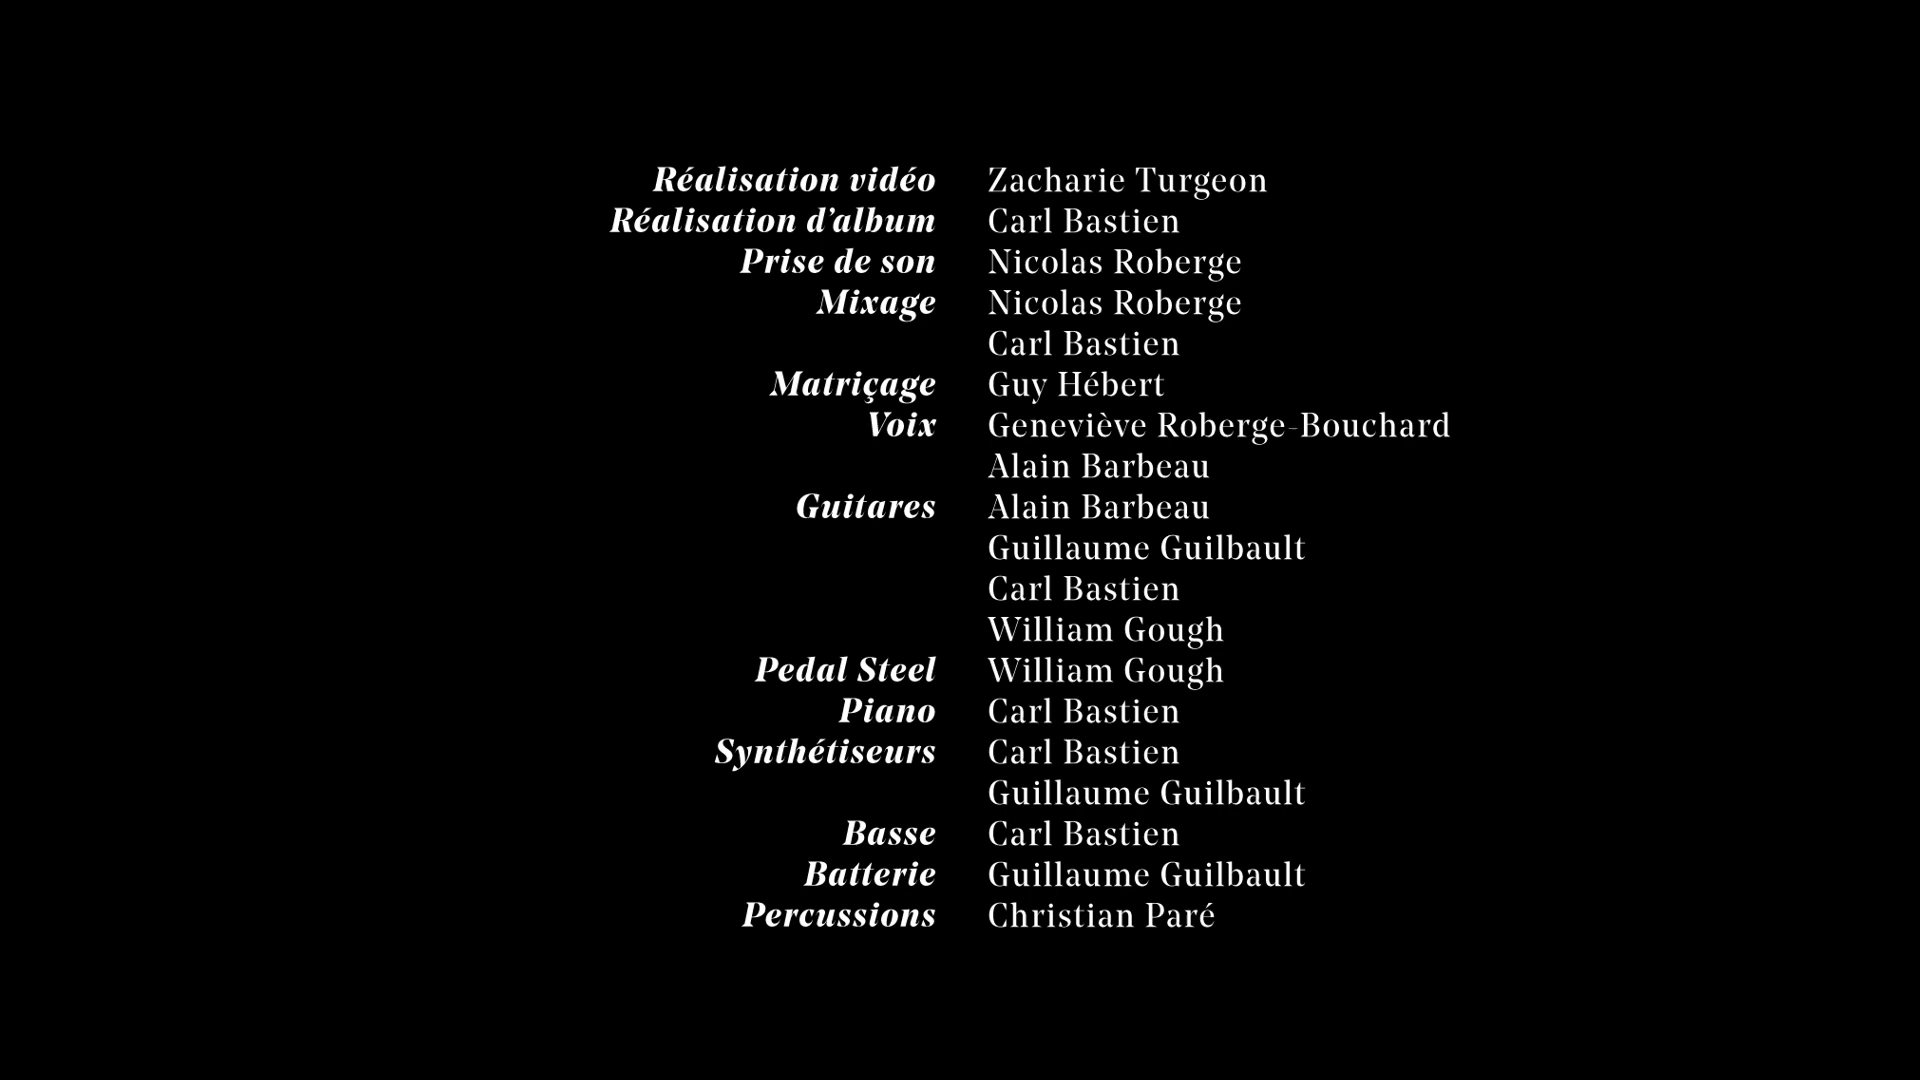 Réalisation vidéo Zacharie Turgeon
Réalisation d’album Carl Bastien
Prise de son Nicolas Roberge
Mixage Nicolas Roberge
Carl Bastien
Matriçage Guy Hébert
Voix Geneviève Roberge-Bouchard
Alain Barbeau
Guitares Alain Barbeau
Guillaume Guilbault
Carl Bastien
William Gough
Pedal Steel William Gough
Piano Carl Bastien
Synthétiseurs Carl Bastien
Guillaume Guilbault
Basse Carl Bastien
Batterie Guillaume Guilbault
Percussions Christian Paré